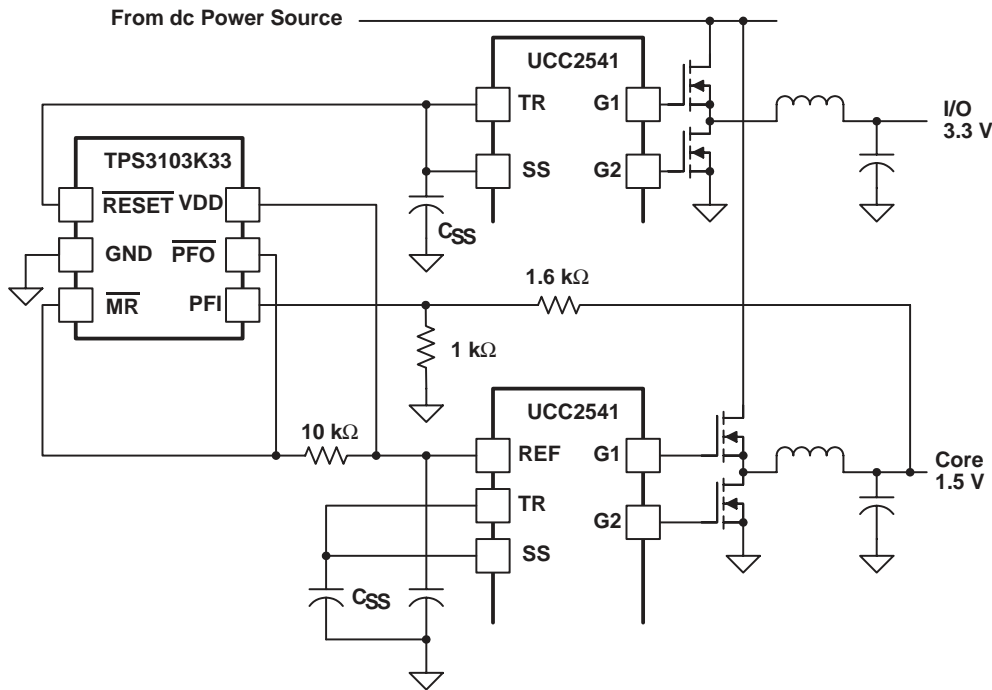 From dc Power Source
UCC2541
TR
G1
I/O
3.3 V
TPS3103K33
SS
G2
RESET
VDD
CSS
GND
PFO
1.6 kΩ
MR
PFI
1 kΩ
UCC2541
10 kΩ
REF
G1
Core
1.5 V
TR
G2
SS
CSS